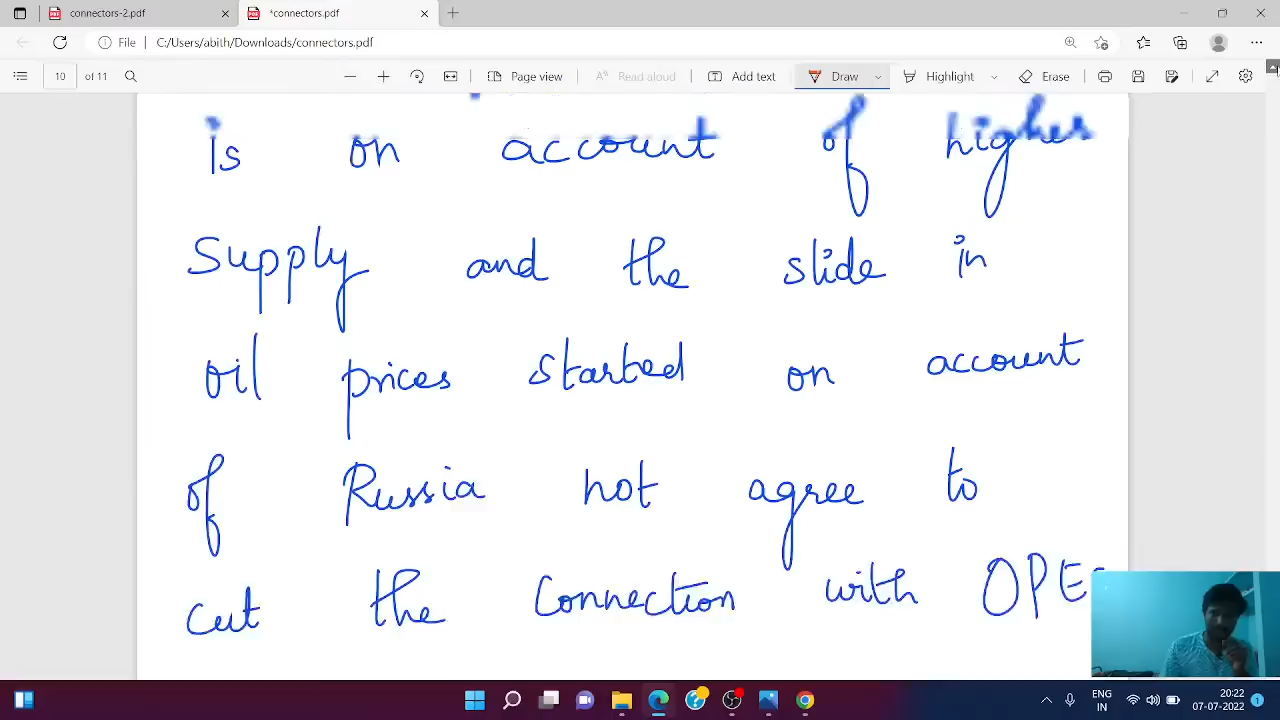 connectors-2.pdf
*connectors.pdf
File C:/Users/abith/Downloads/connectors.pdf
10 of 11 Page view Read aloud Add text Draw Highlight Erase
is on account of higher
Supply and the slide in
oil prices started on account
of Russia not agree to
cut the connection with OPEC
ENG
IN
20:22
07-07-2022
1